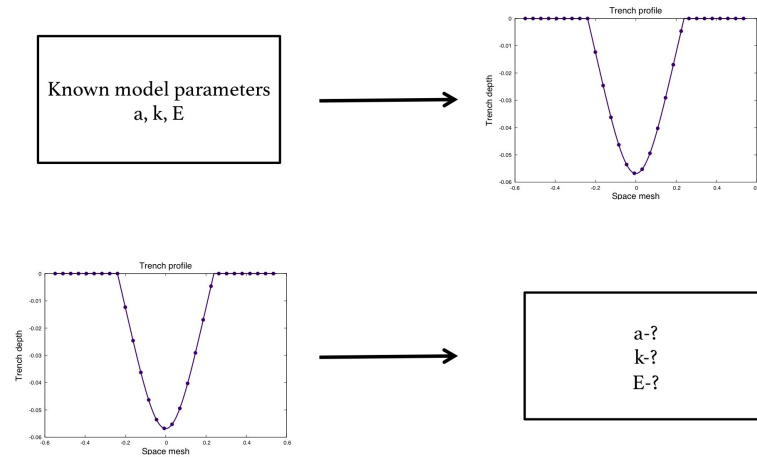 Trench profile
0
-0.01
-0.02
-0.03
-0.04
-0.05
-0.06
Trench depth
-0.6 -0.4 -0.2 0 0.2 0.4 0.6
Space mesh
Known model parameters
a, k, E
Trench profile
0
-0.01
-0.02
-0.03
-0.04
-0.05
-0.06
Trench depth
-0.6 -0.4 -0.2 0 0.2 0.4 0.6
Space mesh
a-?
k-?
E-?